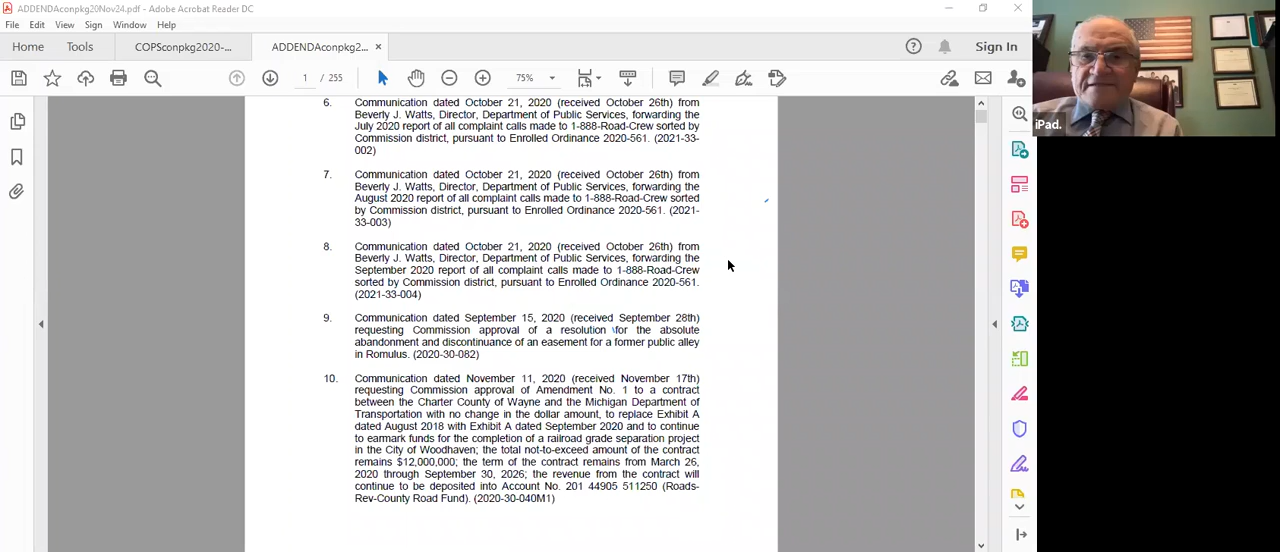 ADDENDAconpkg20Nov24.pdf - Adobe Acrobat Reader DC
File Edit View Sign Window Help
Home Tools COPSconpkg2020-... ADDENDAconpkg2... × Sign In
1 / 255 75%
6. Communication dated October 21, 2020 (received October 26th) from
Beverly J. Watts, Director, Department of Public Services, forwarding the
July 2020 report of all complaint calls made to 1-888-Road-Crew sorted by
Commission district, pursuant to Enrolled Ordinance 2020-561. (2021-33-
002)
7. Communication dated October 21, 2020 (received October 26th) from
Beverly J. Watts, Director, Department of Public Services, forwarding the
August 2020 report of all complaint calls made to 1-888-Road-Crew sorted
by Commission district, pursuant to Enrolled Ordinance 2020-561. (2021-
33-003)
8. Communication dated October 21, 2020 (received October 26th) from
Beverly J. Watts, Director, Department of Public Services, forwarding the
September 2020 report of all complaint calls made to 1-888-Road-Crew
sorted by Commission district, pursuant to Enrolled Ordinance 2020-561.
(2021-33-004)
9. Communication dated September 15, 2020 (received September 28th)
requesting Commission approval of a resolution for the absolute
abandonment and discontinuance of an easement for a former public alley
in Romulus. (2020-30-082)
10. Communication dated November 11, 2020 (received November 17th)
requesting Commission approval of Amendment No. 1 to a contract
between the Charter County of Wayne and the Michigan Department of
Transportation with no change in the dollar amount, to replace Exhibit A
dated August 2018 with Exhibit A dated September 2020 and to continue
to earmark funds for the completion of a railroad grade separation project
in the City of Woodhaven; the total not-to-exceed amount of the contract
remains $12,000,000; the term of the contract remains from March 26,
2020 through September 30, 2026; the revenue from the contract will
continue to be deposited into Account No. 201 44905 511250 (Roads-
Rev-County Road Fund). (2020-30-040M1)
iPad.